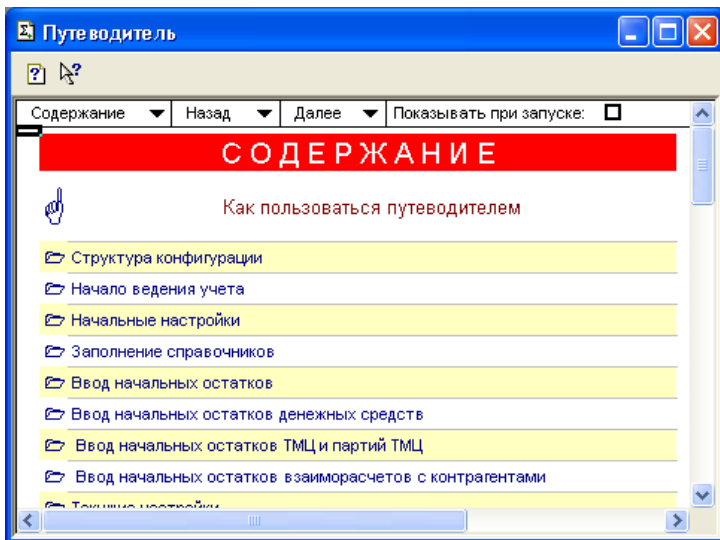 Путеводитель
Содержание Назад Далее Показывать при запуске:
СОДЕРЖАНИЕ
Как пользоваться путеводителем
Структура конфигурации
Начало ведения учета
Начальные настройки
Заполнение справочников
Ввод начальных остатков
Ввод начальных остатков денежных средств
Ввод начальных остатков ТМЦ и партий ТМЦ
Ввод начальных остатков взаиморасчетов с контрагентами
Текущие настройки